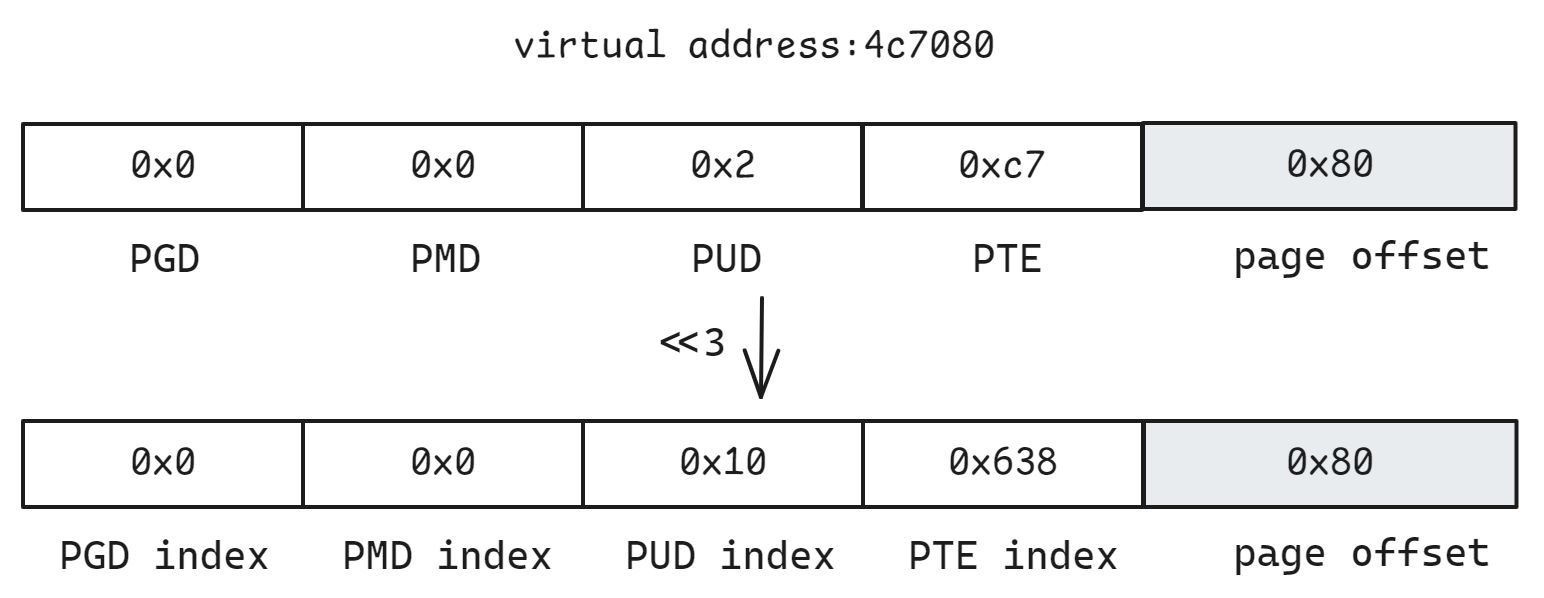 virtual address:4c7080
0x0 0x0 0x2 0xc7 0x80
PGD PMD PUD PTE page offset
<<3
0x0 0x0 0x10 0x638 0x80
PGD index PMD index PUD index PTE index page offset